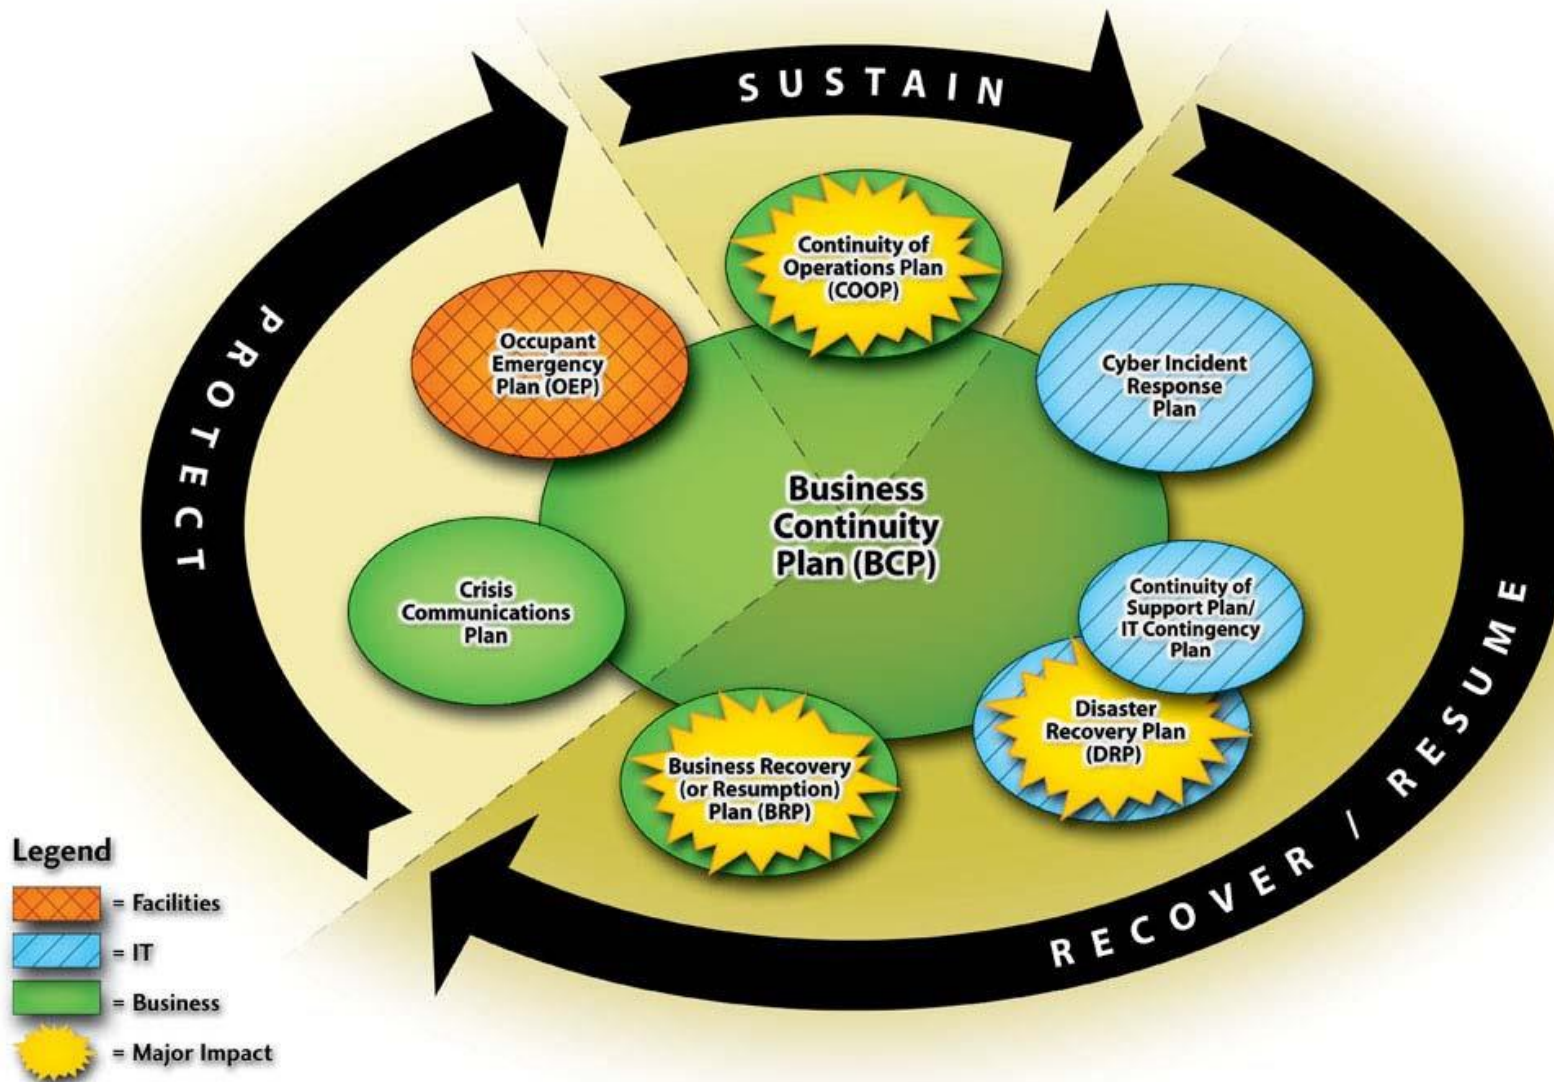 SUSTAIN
PROTECT
Continuity of
Operations Plan
(COOP)
Occupant
Emergency
Plan (OEP)
Cyber Incident
Response
Plan
Business
Continuity
Plan (BCP)
Crisis
Communications
Plan
Continuity of
Support Plan/
IT Contingency
Plan
Disaster
Recovery Plan
(DRP)
Business Recovery
(or Resumption)
Plan (BRP)
RECOVER / RESUME
Legend
= Facilities
= IT
= Business
= Major Impact